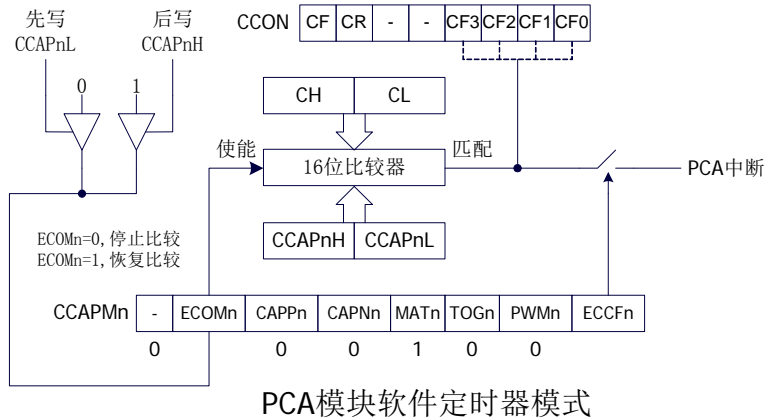 先写 后写 CCON CF CR - - CF3 CF2 CF1 CF0
CCAPnL CCAPnH
0 1 CH CL
使能 16位比较器 匹配 PCA中断
ECOMn=0,停止比较 CCAPnH CCAPnL
ECOMn=1,恢复比较
CCAPMn - ECOMn CAPPn CAPNn MATn TOGn PWMn ECCFn
0 0 0 1 0 0
PCA模块软件定时器模式